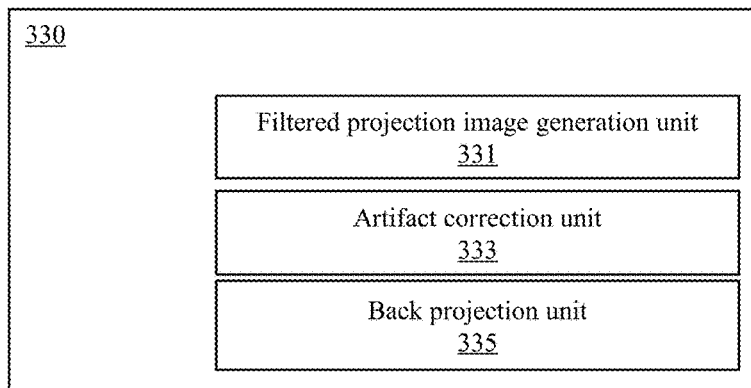 330
Filtered projection image generation unit
331
Artifact correction unit
333
Back projection unit
335